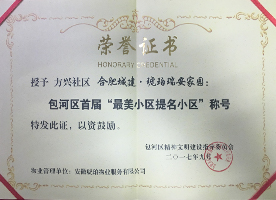 荣誉证书
HONORARY CREDENTIAL
授予 方兴社区 合肥城建·琥珀瑞安家园：
包河区首届“最美小区提名小区”称号
特发此证，以资鼓励。
包河区精神文明建设指导委员会
二〇一七年九月
物业管理单位：安徽琥珀物业服务有限公司